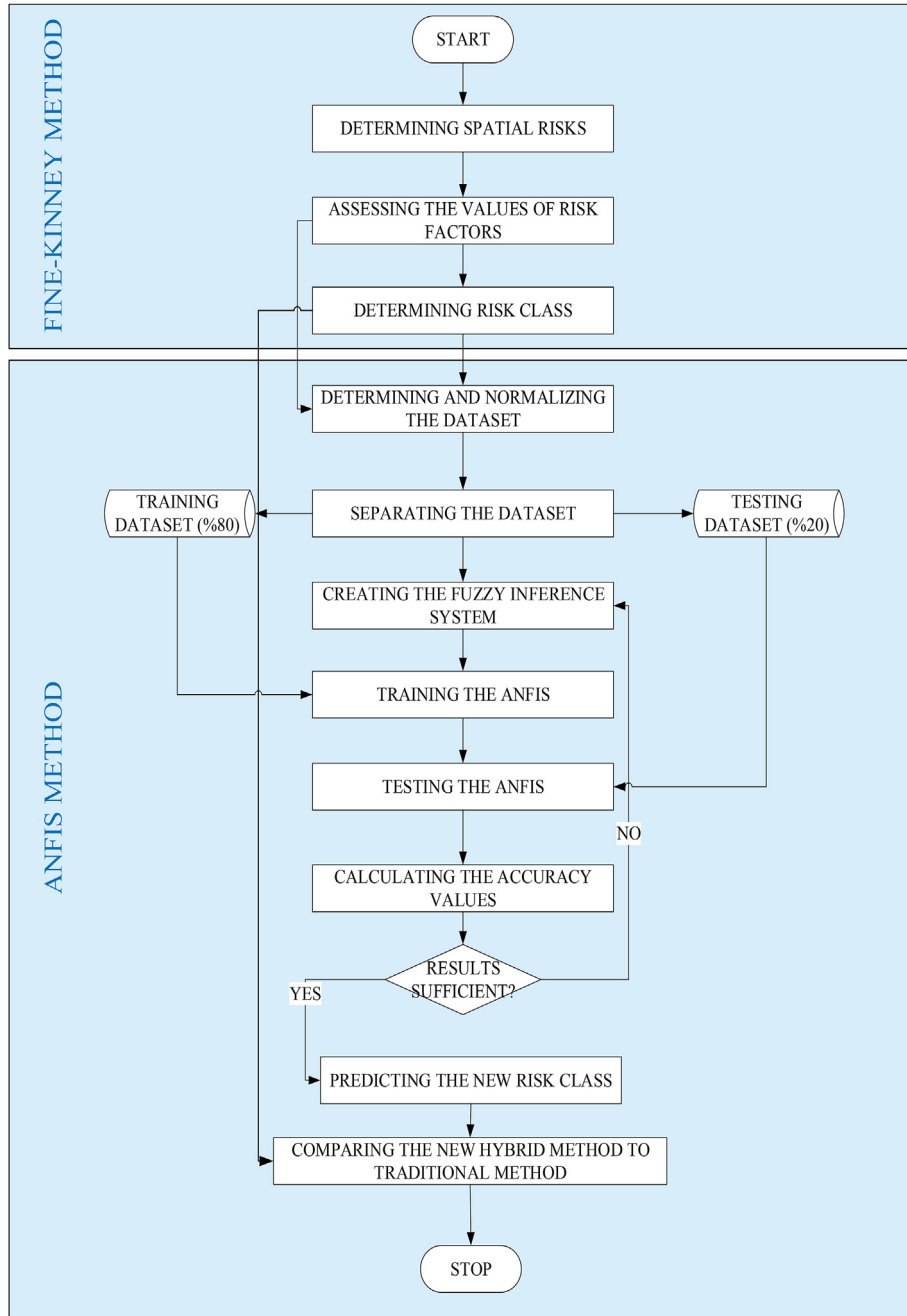 FINE-KINNEY METHOD
START
DETERMINING SPATIAL RISKS
ASSESSING THE VALUES OF RISK
FACTORS
DETERMINING RISK CLASS
ANFIS METHOD
DETERMINING AND NORMALIZING
THE DATASET
TRAINING
DATASET (%80)
SEPARATING THE DATASET
TESTING
DATASET (%20)
CREATING THE FUZZY INFERENCE
SYSTEM
TRAINING THE ANFIS
TESTING THE ANFIS
NO
CALCULATING THE ACCURACY
VALUES
RESULTS
SUFFICIENT?
YES
PREDICTING THE NEW RISK CLASS
COMPARING THE NEW HYBRID METHOD TO
TRADITIONAL METHOD
STOP